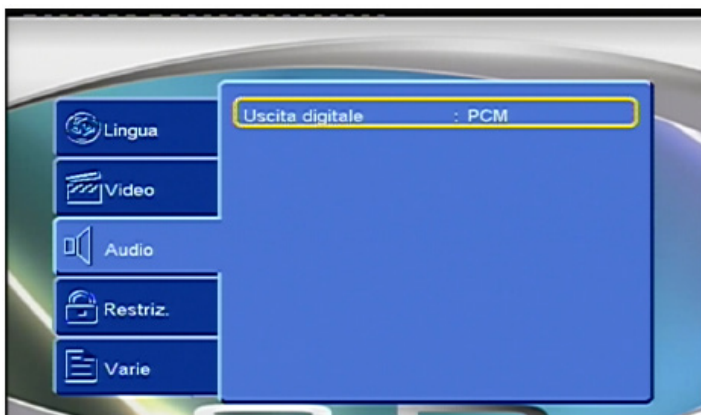 Lingua
Uscita digitale : PCM
Video
Audio
Restriz.
Varie